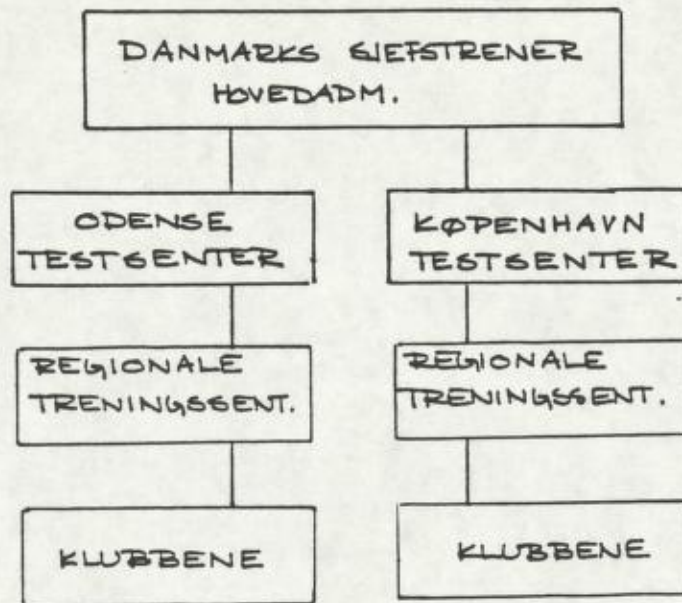 DANMARKS SJEFSTRENER
HOVEDADM.
ODENSE
TESTSENTER
KØPENHAVN
TESTSENTER
REGIONALE
TRENINGSSENT.
REGIONALE
TRENINGSSENT.
KLUBBENE
KLUBBENE